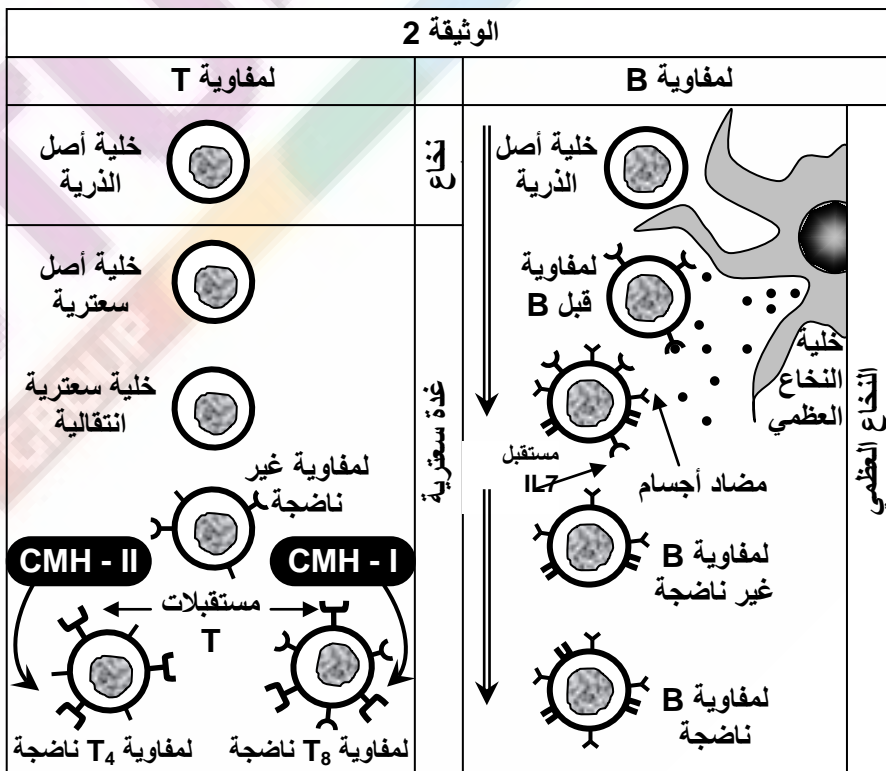 الوثيقة 2
لمفاوية B
لمفاوية T
خلية أصل
الذرية
لمفاوية
قبل B
خلية
النخاع
العظمي
مستقبل
IL7
مضاد أجسام
لمفاوية B
غير ناضجة
لمفاوية B
ناضجة
النخاع العظمي
نخاع
خلية أصل
الذرية
غدة سعترية
خلية أصل
سعترية
خلية سعترية
انتقالية
لمفاوية غير
ناضجة
CMH - I
CMH - II
مستقبلات
T
لمفاوية T8 ناضجة
لمفاوية T4 ناضجة
GROUP